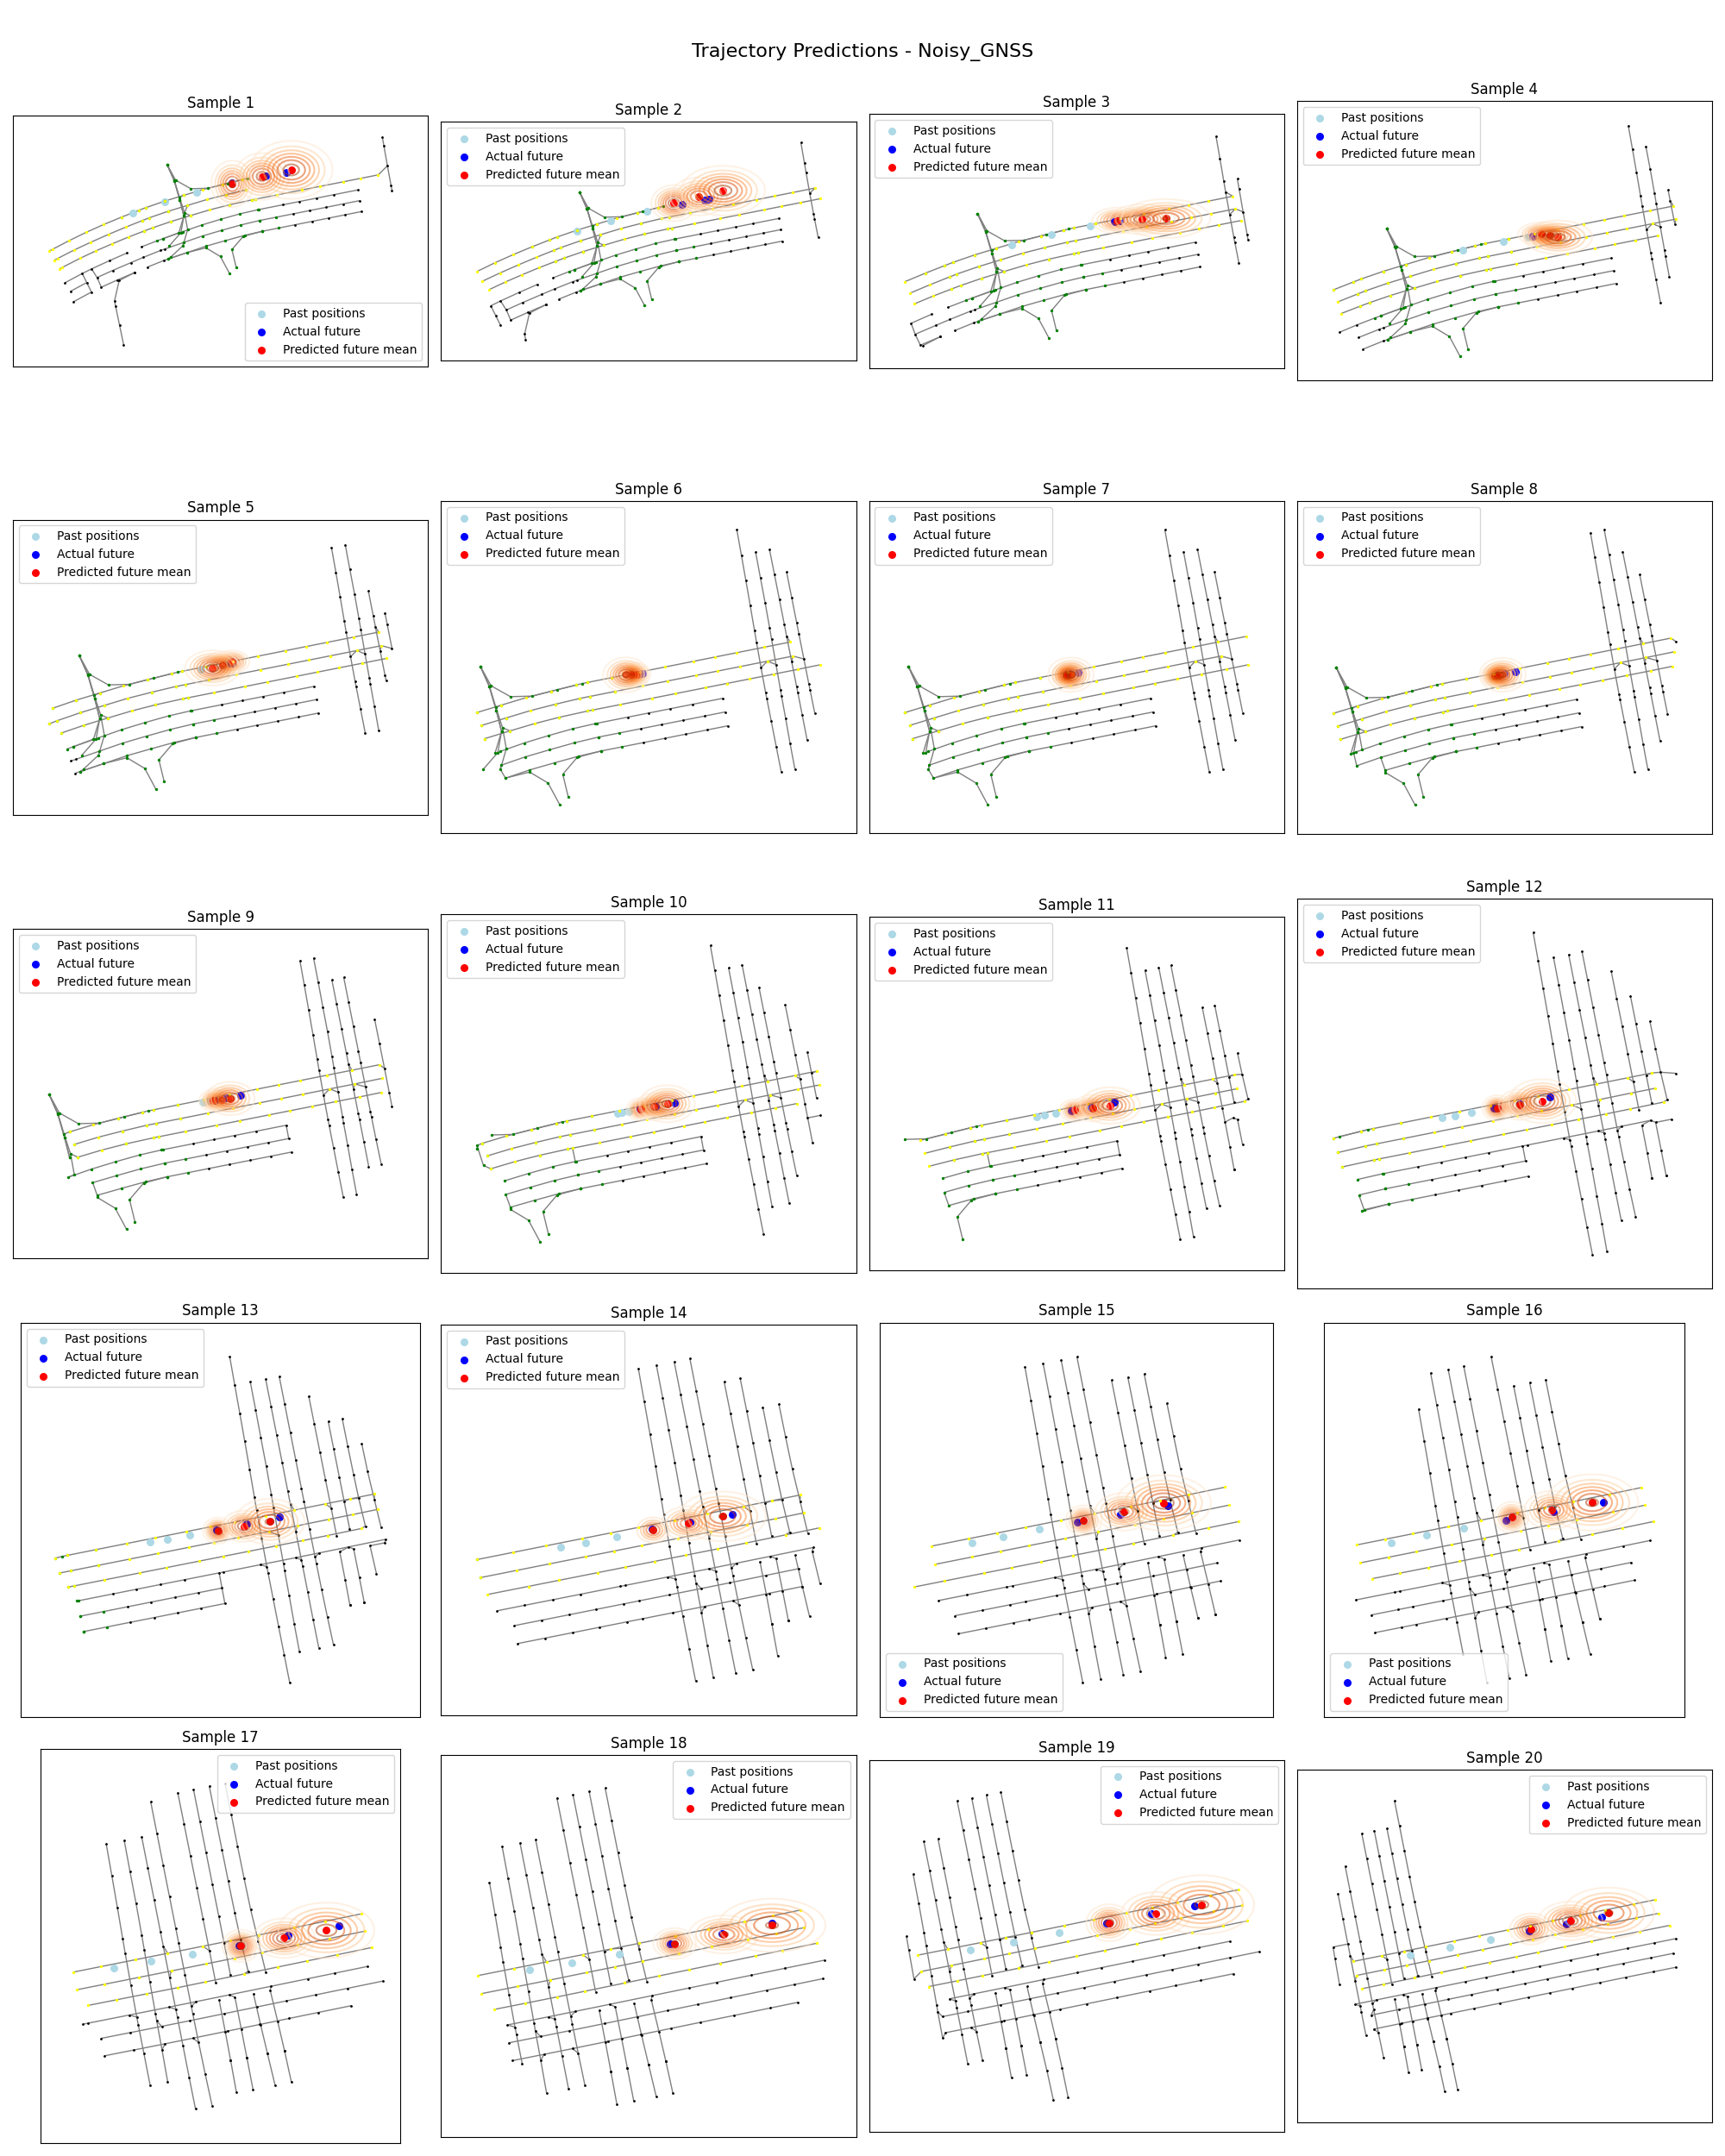 Trajectory Predictions - Noisy_GNSS
Sample 1
Past positions
Actual future
Predicted future mean
Sample 2
Past positions
Actual future
Predicted future mean
Sample 3
Past positions
Actual future
Predicted future mean
Sample 4
Past positions
Actual future
Predicted future mean
Sample 5
Past positions
Actual future
Predicted future mean
Sample 6
Past positions
Actual future
Predicted future mean
Sample 7
Past positions
Actual future
Predicted future mean
Sample 8
Past positions
Actual future
Predicted future mean
Sample 9
Past positions
Actual future
Predicted future mean
Sample 10
Past positions
Actual future
Predicted future mean
Sample 11
Past positions
Actual future
Predicted future mean
Sample 12
Past positions
Actual future
Predicted future mean
Sample 13
Past positions
Actual future
Predicted future mean
Sample 14
Past positions
Actual future
Predicted future mean
Sample 15
Past positions
Actual future
Predicted future mean
Sample 16
Past positions
Actual future
Predicted future mean
Sample 17
Past positions
Actual future
Predicted future mean
Sample 18
Past positions
Actual future
Predicted future mean
Sample 19
Past positions
Actual future
Predicted future mean
Sample 20
Past positions
Actual future
Predicted future mean